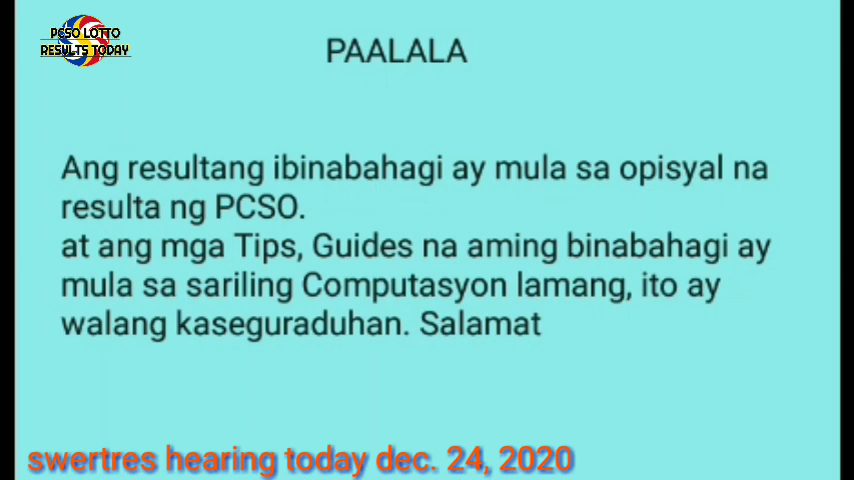 PCSO LOTTO
RESULTS TODAY
PAALALA
Ang resultang ibinabahagi ay mula sa opisyal na
resulta ng PCSO.
at ang mga Tips, Guides na aming binabahagi ay
mula sa sariling Computasyon lamang, ito ay
walang kaseguraduhan. Salamat
swertres hearing today dec. 24, 2020